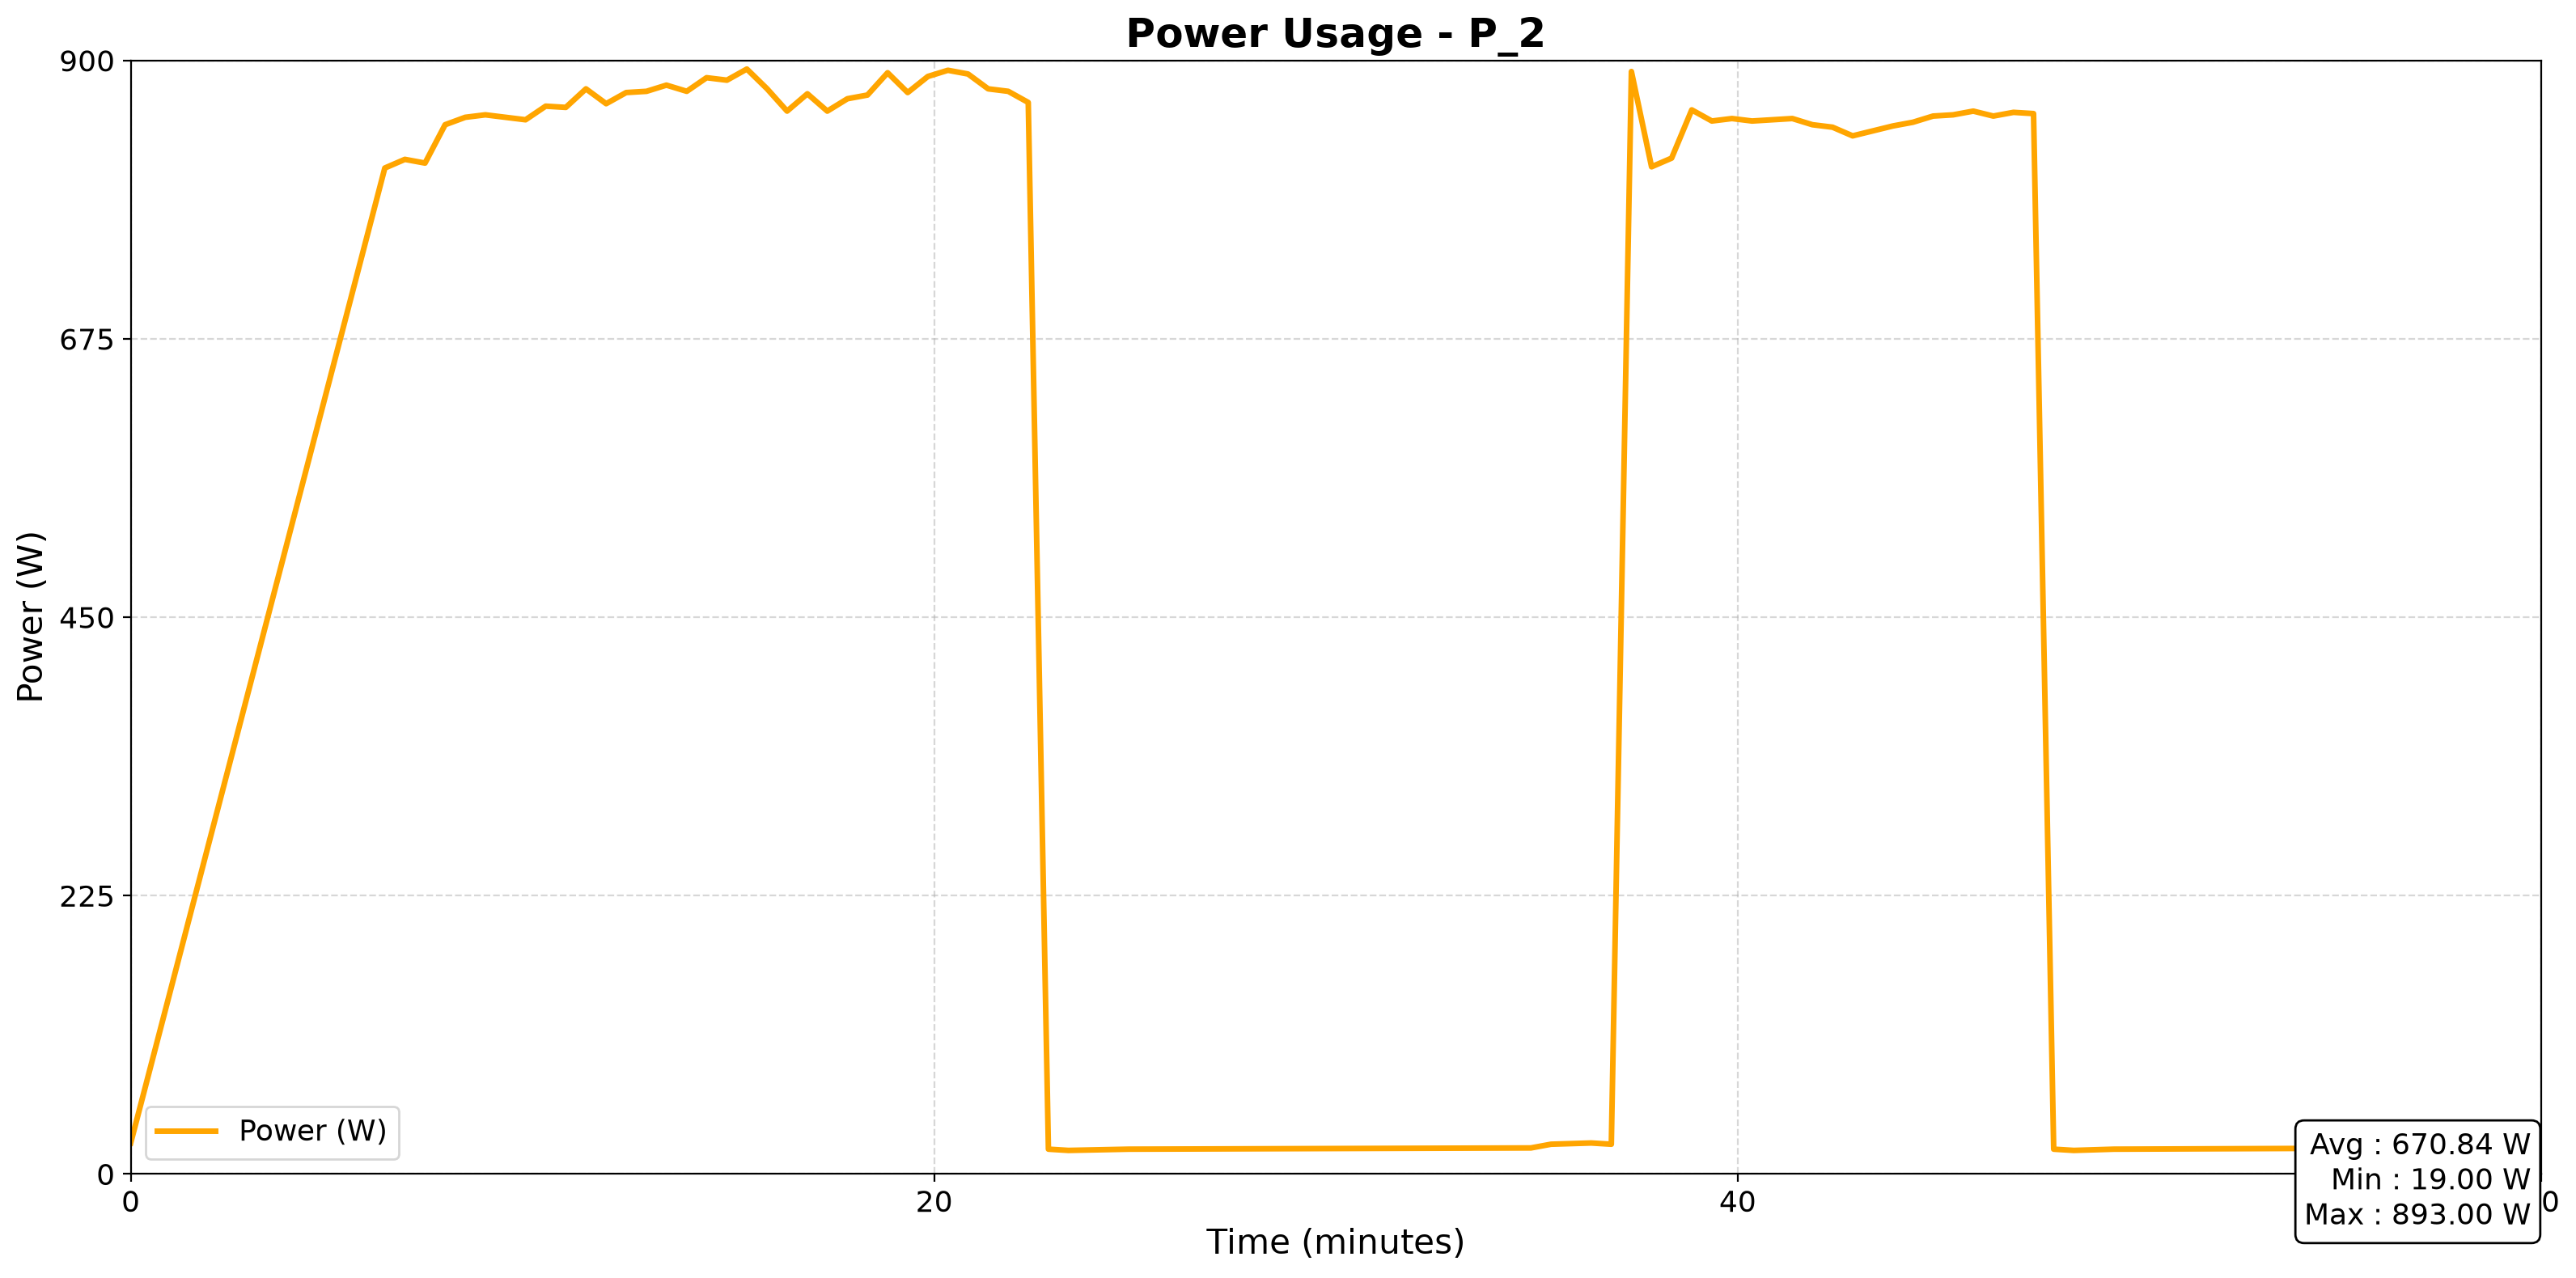 Power Usage - P_2
900
675
450
225
0
Power (W)
Power (W)
0
20
40
0
Time (minutes)
Avg : 670.84 W
Min : 19.00 W
Max : 893.00 W